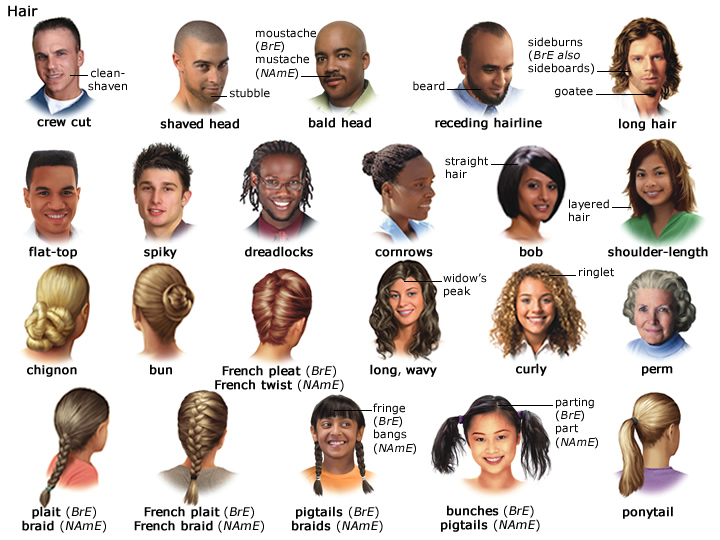 Hair
clean-
shaven
crew cut
stubble
shaved head
moustache
(BrE)
mustache
(NAmE)
bald head
beard
receding hairline
sideburns
(BrE also
sideboards)
goatee
long hair
flat-top
spiky
dreadlocks
cornrows
straight
hair
bob
layered
hair
shoulder-length
chignon
bun
French pleat (BrE)
French twist (NAmE)
widow's
peak
long, wavy
ringlet
curly
perm
plait (BrE)
braid (NAmE)
French plait (BrE)
French braid (NAmE)
fringe
(BrE)
bangs
(NAmE)
pigtails (BrE)
braids (NAmE)
parting
(BrE)
part
(NAmE)
bunches (BrE)
pigtails (NAmE)
ponytail